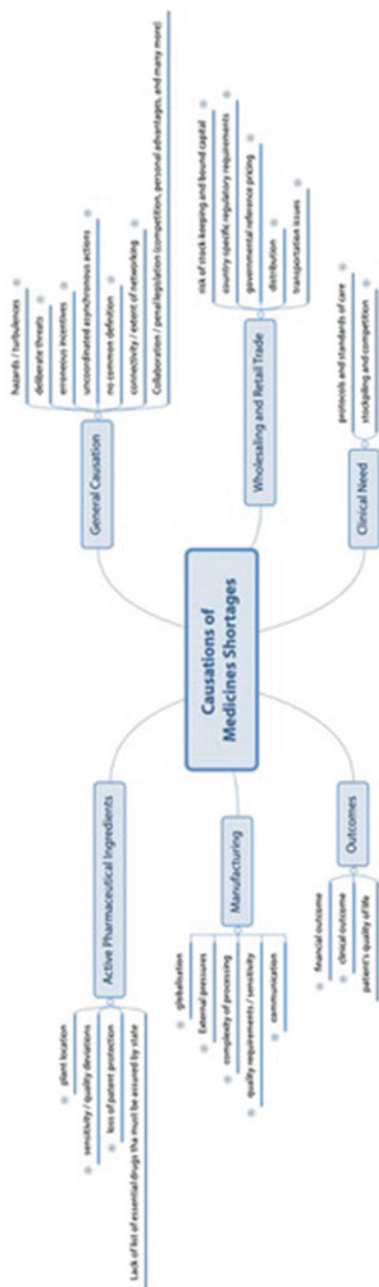 Causations of
Medicines Shortages
General Causation
hazards / turbulences
deliberate threats
erroneous incentives
uncoordinated asynchronous actions
no common definition
connectivity / extent of networking
Collaboration / penal legislation (competition, personal advantages, and many more)
Wholesaling and Retail Trade
risk of stock keeping and bound capital
country-specific regulatory requirements
governmental reference pricing
distribution
transportation issues
Clinical Need
protocols and standards of care
stockpiling and competition
Active Pharmaceutical Ingredients
plant location
sensitivity / quality deviations
loss of patent protection
Lack of list of essential drugs tha must be assured by state
Manufacturing
globalisation
External pressures
complexity of processing
quality requirements / sensitivity
communication
Outcomes
financial outcome
clinical outcome
patient's quality of life